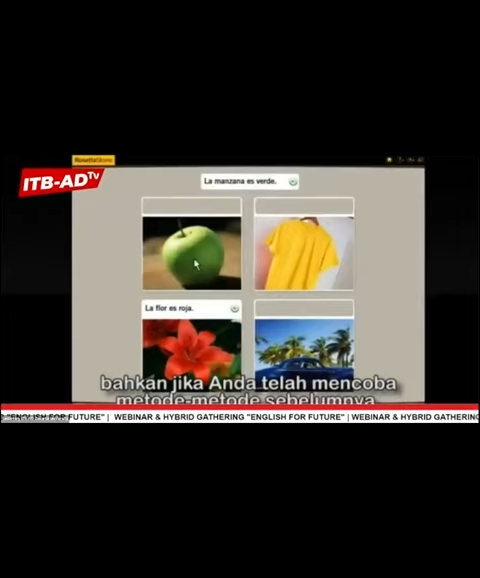 RosettaStone
ITB-AD TV
La manzana es verde.
La flor es roja.
bahkan jika Anda telah mencoba
metode-metode sebelumnya
"ENGLISH FOR FUTURE" | WEBINAR & HYBRID GATHERING "ENGLISH FOR FUTURE" | WEBINAR & HYBRID GATHERING